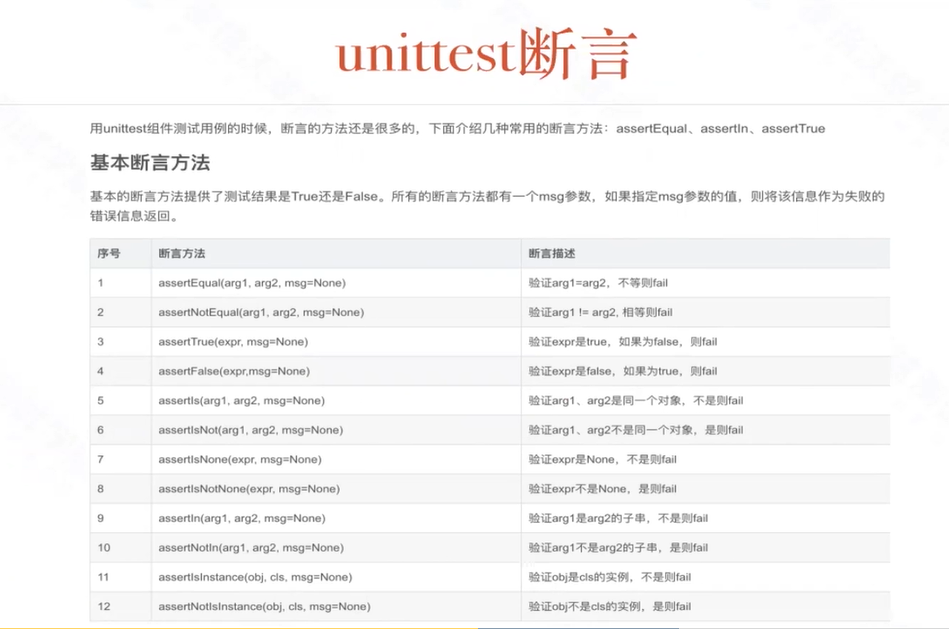 unittest断言
用unittest组件测试用例的时候，断言的方法还是很多的，下面介绍几种常用的断言方法：assertEqual、assertIn、assertTrue
基本断言方法
基本的断言方法提供了测试结果是True还是False。所有的断言方法都有一个msg参数，如果指定msg参数的值，则将该信息作为失败的
错误信息返回。
序号 断言方法 断言描述
1 assertEqual(arg1, arg2, msg=None) 验证arg1=arg2，不等则fail
2 assertNotEqual(arg1, arg2, msg=None) 验证arg1 != arg2, 相等则fail
3 assertTrue(expr, msg=None) 验证expr是true，如果为false，则fail
4 assertFalse(expr,msg=None) 验证expr是false，如果为true，则fail
5 assertIs(arg1, arg2, msg=None) 验证arg1、arg2是同一个对象，不是则fail
6 assertIsNot(arg1, arg2, msg=None) 验证arg1、arg2不是同一个对象，是则fail
7 assertIsNone(expr, msg=None) 验证expr是None，不是则fail
8 assertIsNotNone(expr, msg=None) 验证expr不是None，是则fail
9 assertIn(arg1, arg2, msg=None) 验证arg1是arg2的子串，不是则fail
10 assertNotIn(arg1, arg2, msg=None) 验证arg1不是arg2的子串，是则fail
11 assertIsInstance(obj, cls, msg=None) 验证obj是cls的实例，不是则fail
12 assertNotIsInstance(obj, cls, msg=None) 验证obj不是cls的实例，是则fail